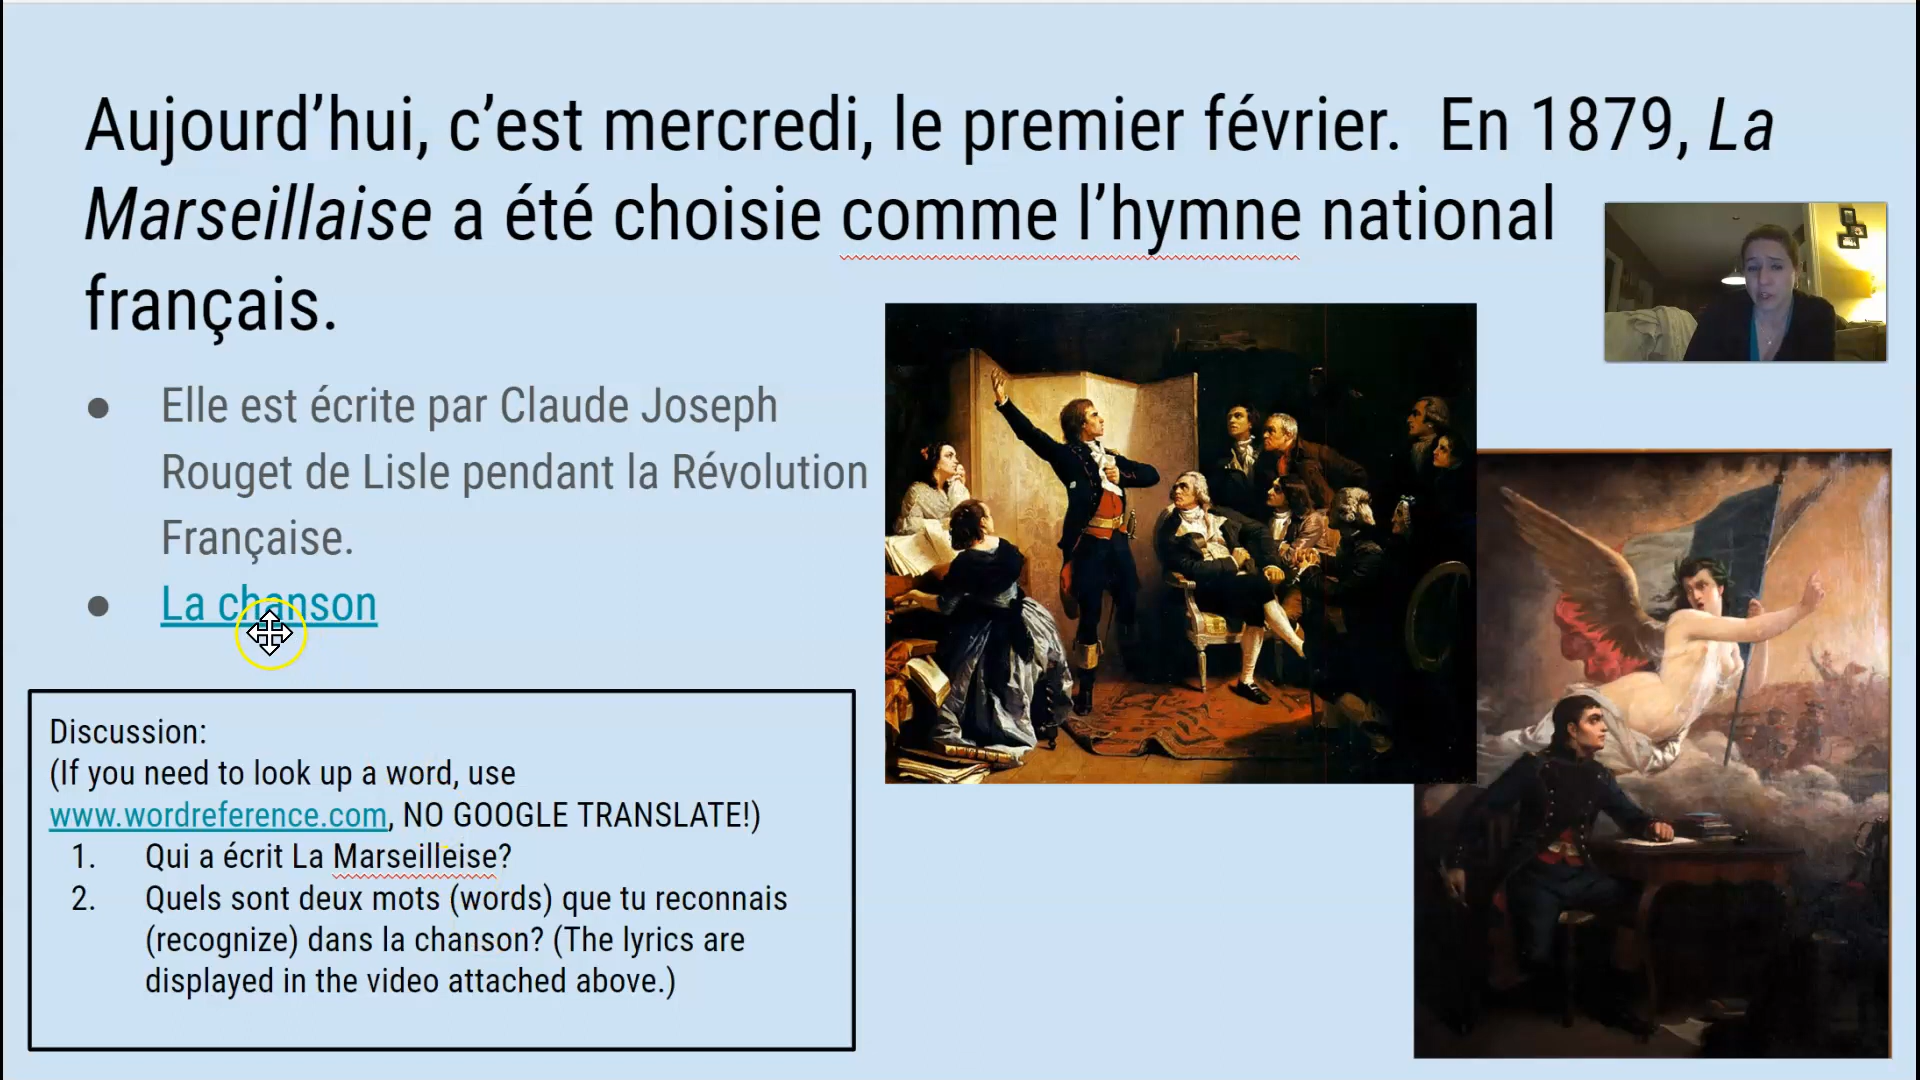 Aujourd'hui, c'est mercredi, le premier février.  En 1879, La
Marseillaise a été choisie comme l'hymne national
français.
● Elle est écrite par Claude Joseph
Rouget de Lisle pendant la Révolution
Française.
● La chanson
Discussion:
(If you need to look up a word, use
www.wordreference.com, NO GOOGLE TRANSLATE!)
1. Qui a écrit La Marseilleise?
2. Quels sont deux mots (words) que tu reconnais
(recognize) dans la chanson? (The lyrics are
displayed in the video attached above.)